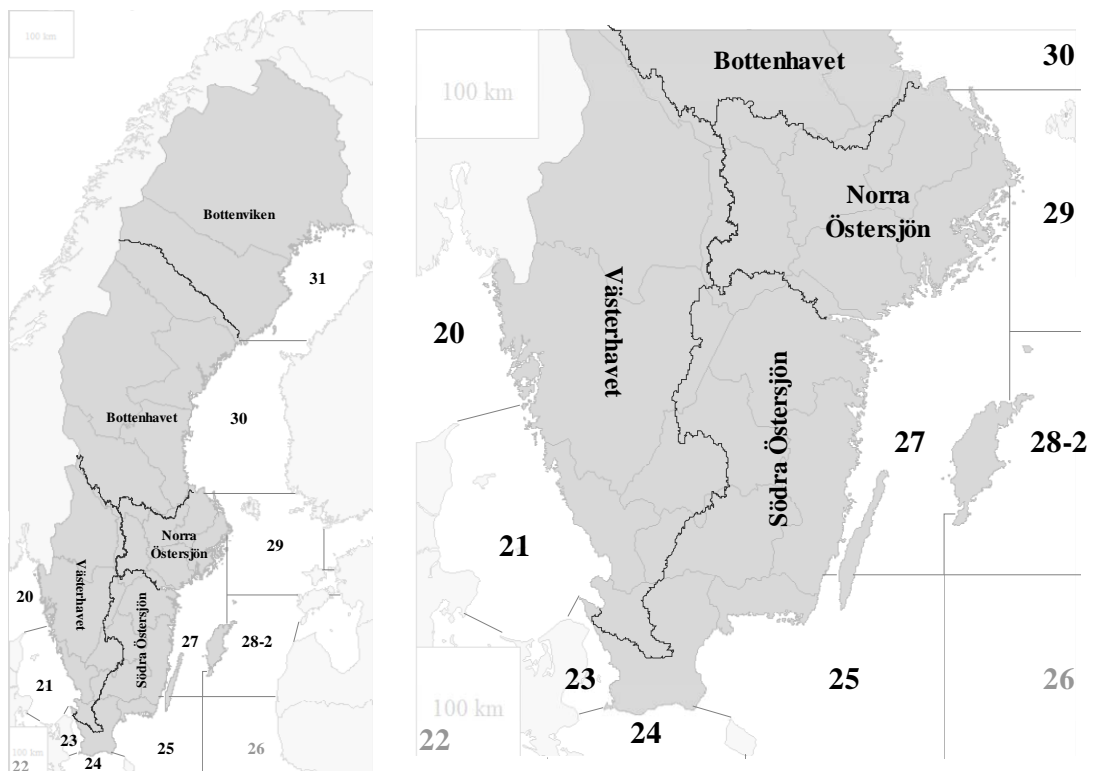 100 km
Bottenviken
31
Bottenhavet
30
Norra
Östersjön
29
Västerhavet
20
Södra Östersjön
27
28-2
21
23
25
26
100 km
22
24
Bottenhavet
30
100 km
Norra
Östersjön
29
Västerhavet
20
Södra Östersjön
27
28-2
21
23
25
26
100 km
22
24